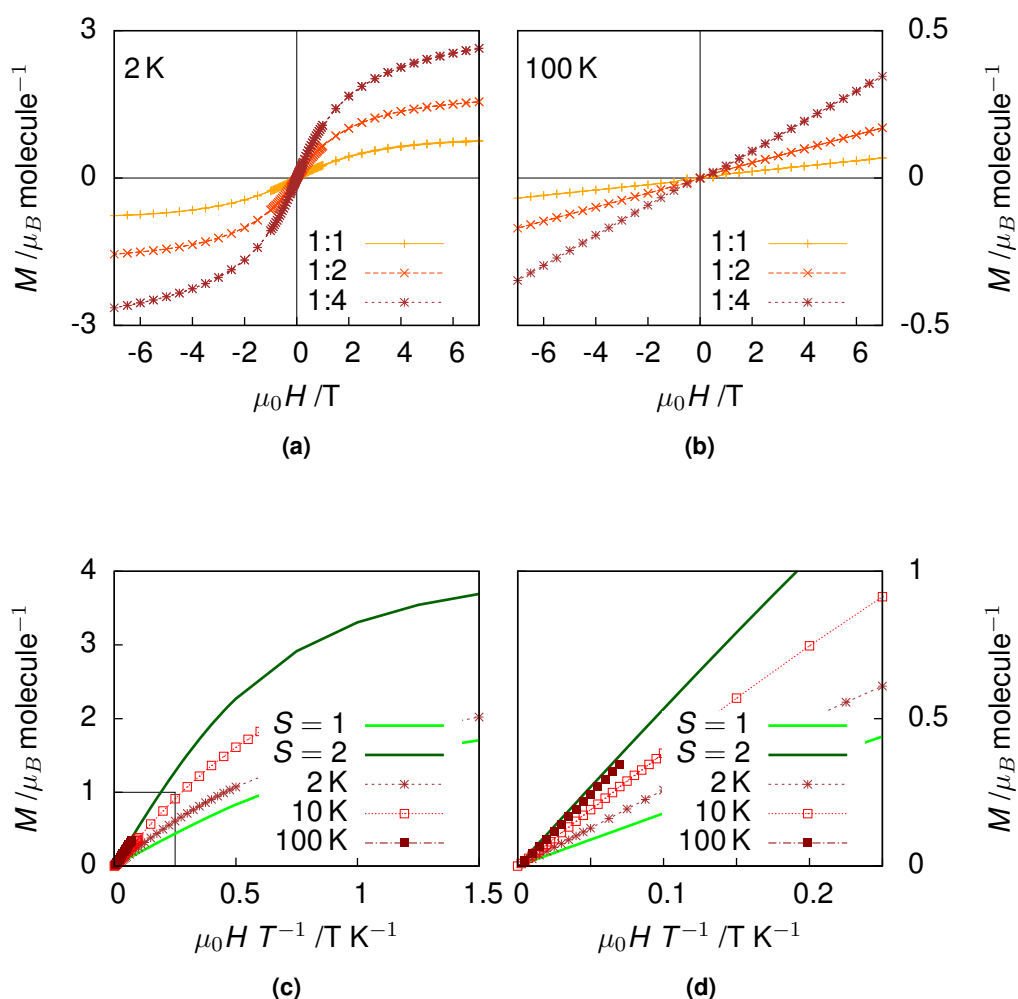 3
0
-3
M /μ_B molecule⁻¹
2 K
1:1
1:2
1:4
-6 -4 -2 0 2 4 6
μ₀H /T
(a)
100 K
1:1
1:2
1:4
0.5
0
-0.5
M /μ_B molecule⁻¹
-6 -4 -2 0 2 4 6
μ₀H /T
(b)
4
3
2
1
0
M /μ_B molecule⁻¹
S = 1
S = 2
2 K
10 K
100 K
0 0.5 1 1.5
μ₀H T⁻¹ /T K⁻¹
(c)
S = 1
S = 2
2 K
10 K
100 K
1
0.5
0
M /μ_B molecule⁻¹
0 0.1 0.2
μ₀H T⁻¹ /T K⁻¹
(d)